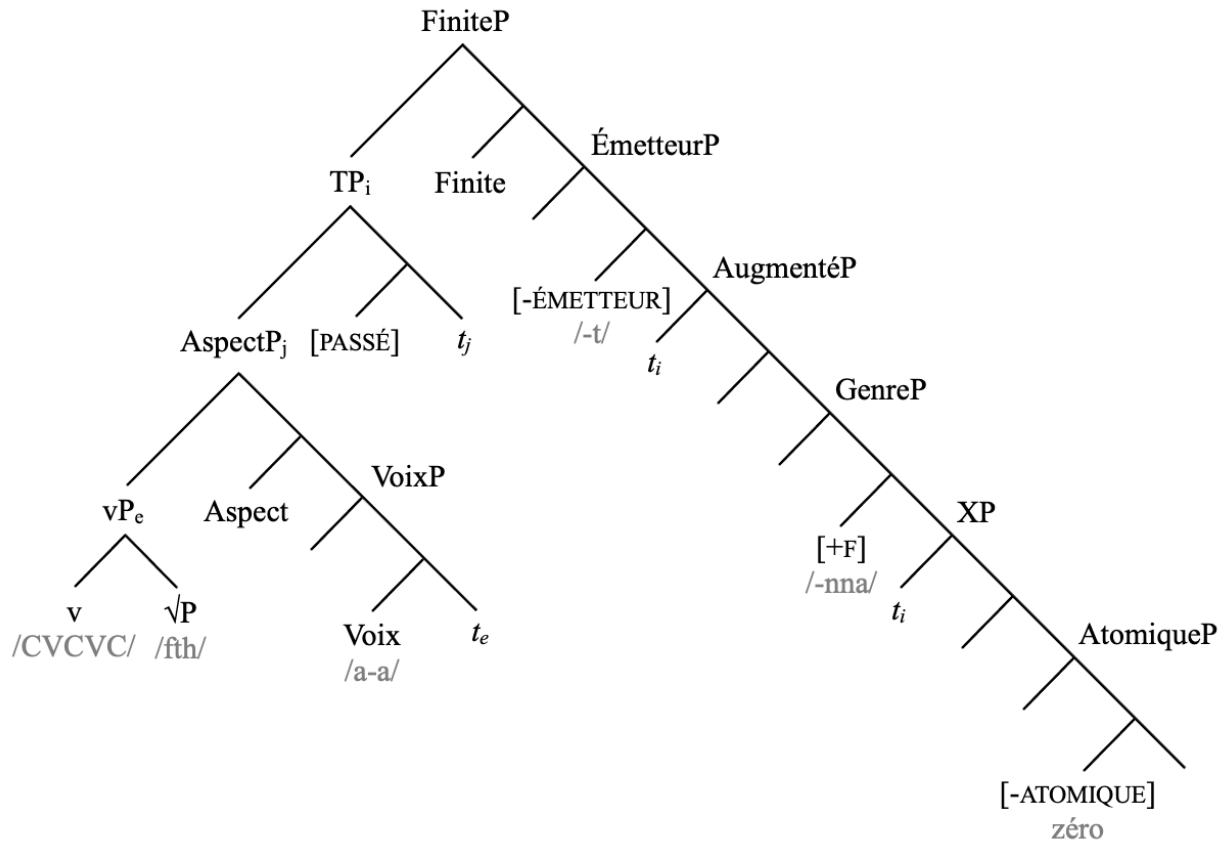 FiniteP
ÉmetteurP
TPᵢ Finite
AugmentéP
[-ÉMETTEUR]
/-t/
AspectPⱼ [PASSÉ] tⱼ tᵢ
GenreP
VoixP
vPₑ Aspect XP
[+F]
/-nna/
v √P tᵢ
/CVCVC/ /fth/ Voix tₑ AtomiqueP
/a-a/
[-ATOMIQUE]
zéro